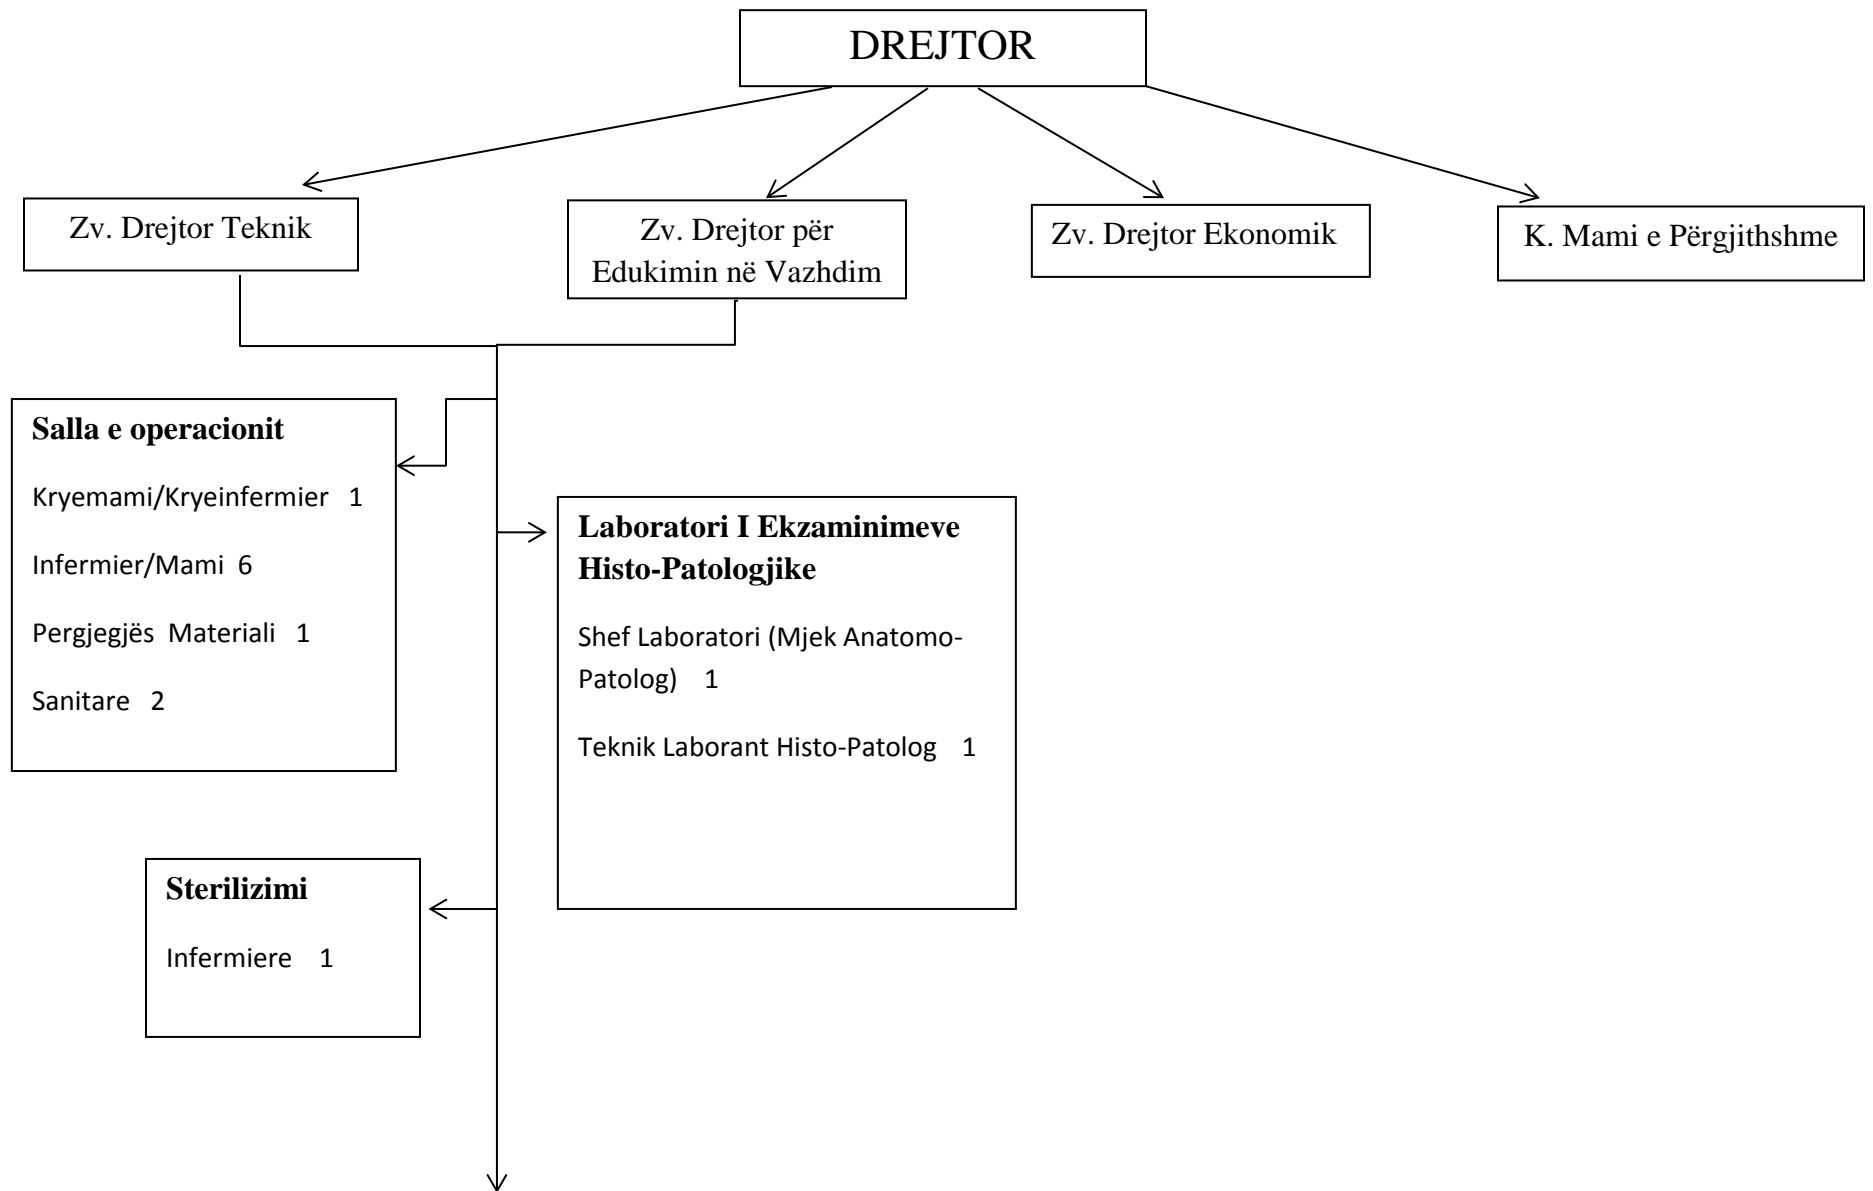 DREJTOR
Zv. Drejtor Teknik
Zv. Drejtor për
Edukimin në Vazhdim
Zv. Drejtor Ekonomik
K. Mami e Përgjithshme
Salla e operacionit
Kryemami/Kryeinfermier 1
Infermier/Mami 6
Pergjegjës Materiali 1
Sanitare 2
Laboratori I Ekzaminimeve
Histo-Patologjike
Shef Laboratori (Mjek Anatomo-
Patolog) 1
Teknik Laborant Histo-Patolog 1
Sterilizimi
Infermiere 1